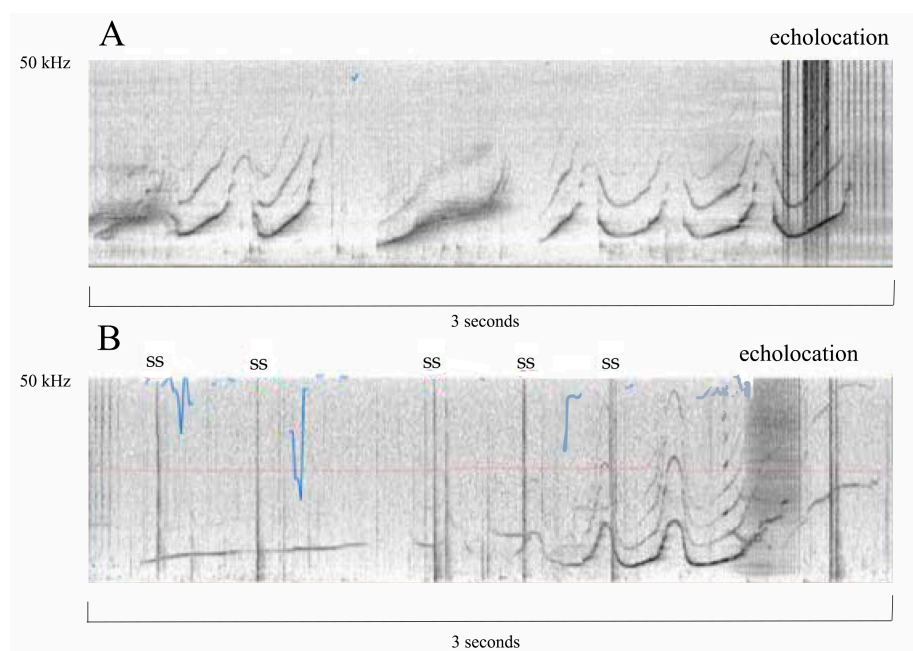 A
echolocation
50 kHz
3 seconds
B
ss ss ss ss ss
echolocation
50 kHz
3 seconds